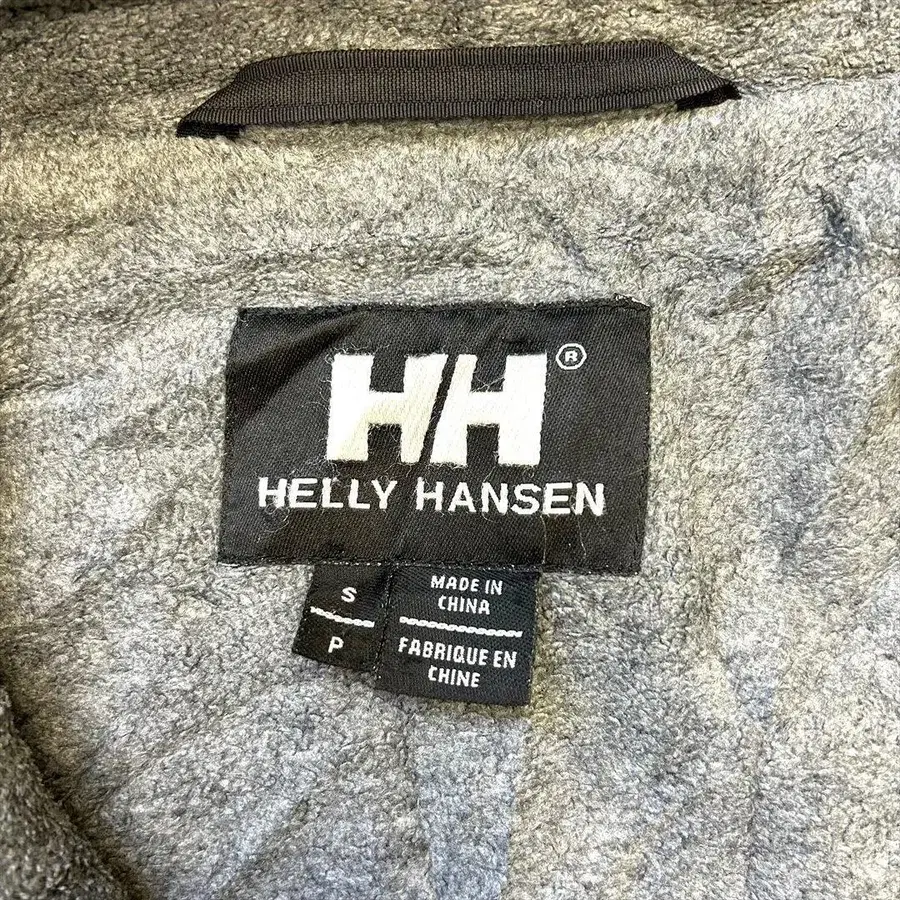 HH®
HELLY HANSEN
S
P
MADE IN
CHINA
FABRIQUE EN
CHINE